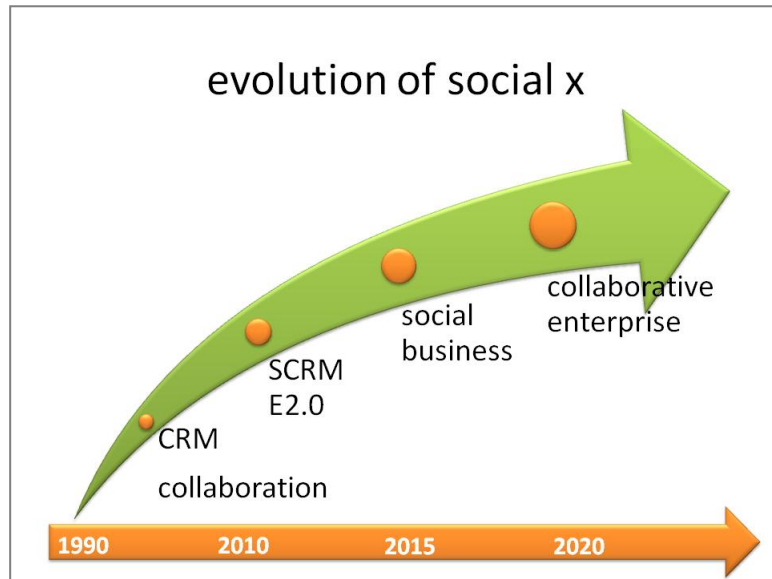 evolution of social x
collaborative
enterprise
social
business
SCRM
E2.0
CRM
collaboration
1990 2010 2015 2020